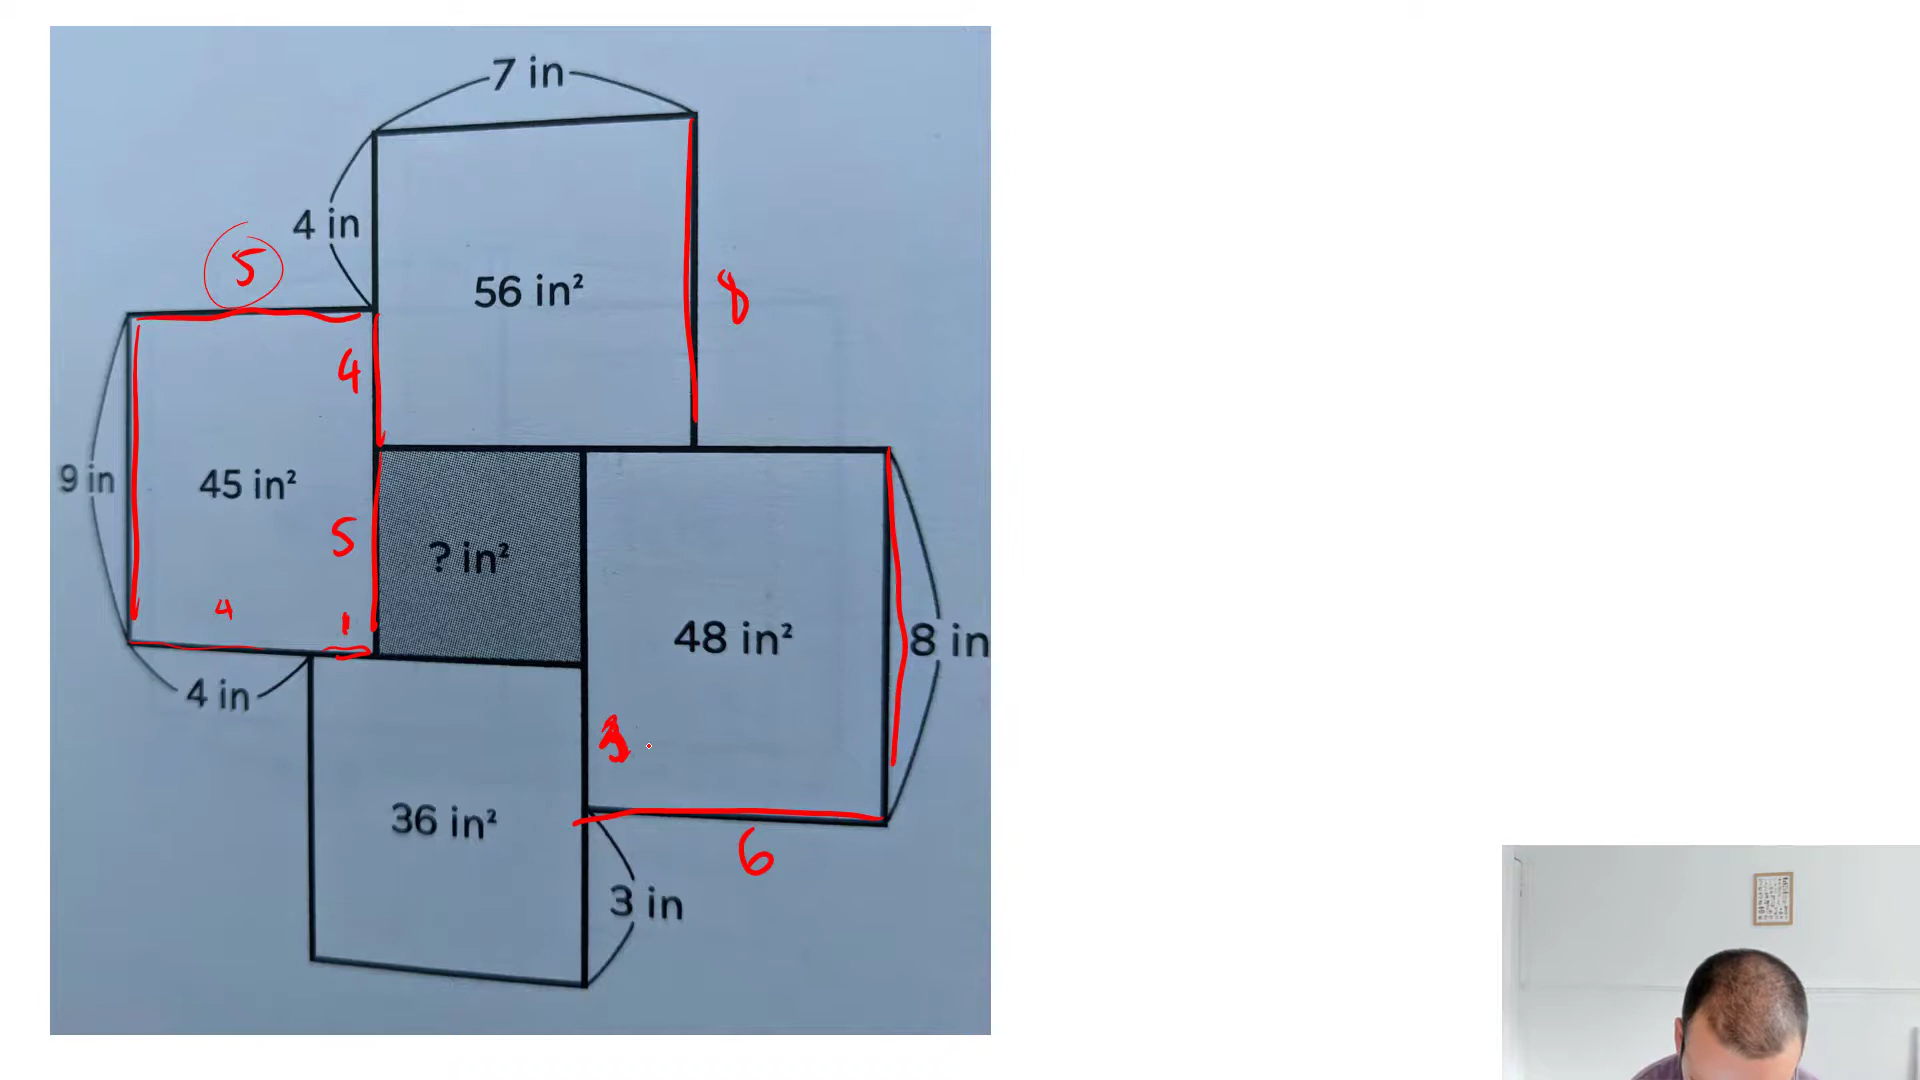 7 in
4 in
5
56 in²
8
4
9 in
45 in²
5
? in²
48 in²
8 in
4
1
4 in
3
36 in²
6
3 in